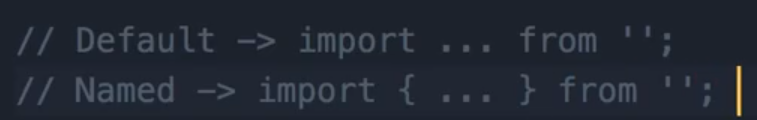 // Default -> import ... from '';
// Named -> import { ... } from '';